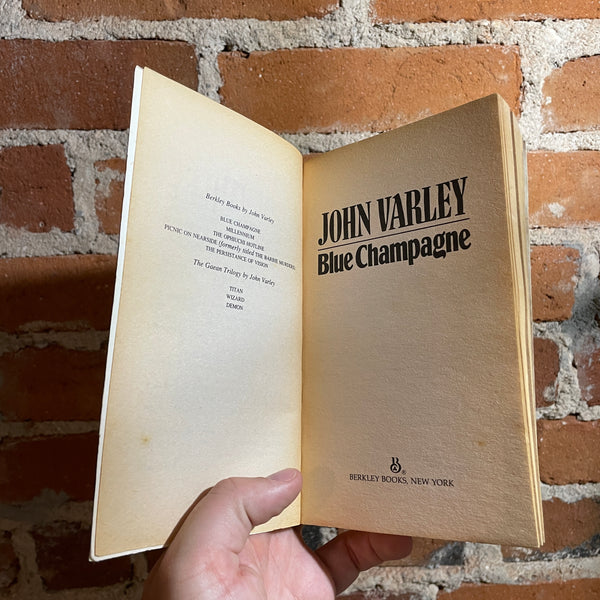 Berkley Books by John Varley
BLUE CHAMPAGNE
MILLENNIUM
THE OPHIUCHI HOTLINE
PICNIC ON NEARSIDE (formerly titled THE BARBIE MURDERS)
THE PERSISTANCE OF VISION
The Gaean Trilogy by John Varley
TITAN
WIZARD
DEMON
JOHN VARLEY
Blue Champagne
B
®
BERKLEY BOOKS, NEW YORK